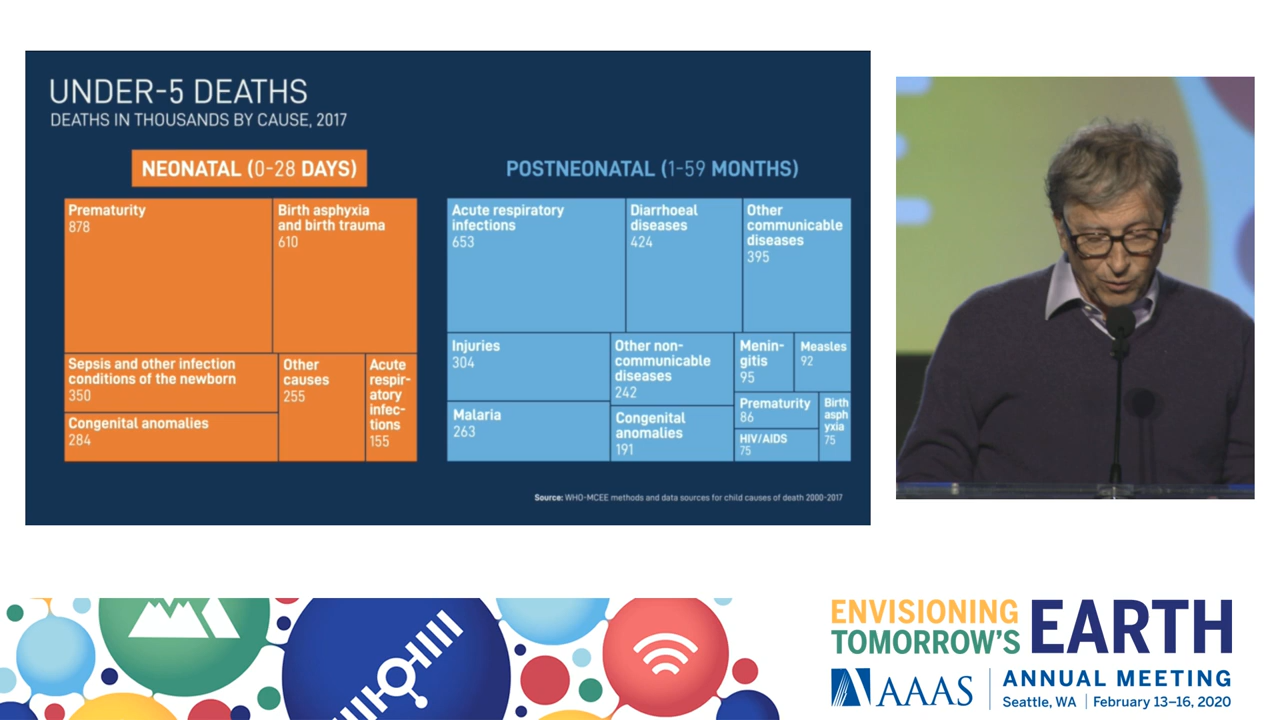 UNDER-5 DEATHS
DEATHS IN THOUSANDS BY CAUSE, 2017
NEONATAL (0-28 DAYS)
Prematurity
878
Birth asphyxia
and birth trauma
610
Sepsis and other infection
conditions of the newborn
350
Congenital anomalies
284
Other
causes
255
Acute
respir-
atory
infec-
tions
155
POSTNEONATAL (1-59 MONTHS)
Acute respiratory
infections
653
Diarrhoeal
diseases
424
Other
communicable
diseases
395
Injuries
304
Malaria
263
Other non-
communicable
diseases
242
Congenital
anomalies
191
Menin-
gitis
95
Measles
92
Prematurity
86
HIV/AIDS
75
Birth
asph
yxia
75
Source: WHO-MCEE methods and data sources for child causes of death 2000-2017
ENVISIONING
TOMORROW'S
EARTH
AAAS
ANNUAL MEETING
Seattle, WA | February 13–16, 2020